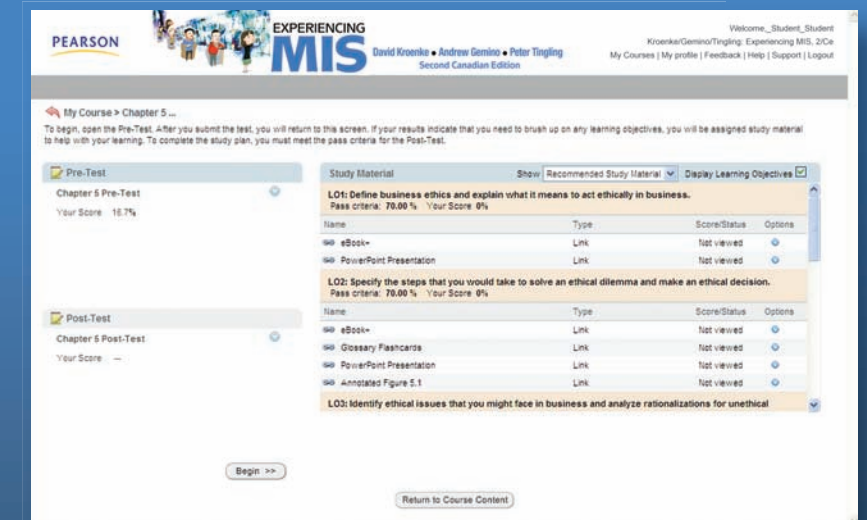 PEARSON
EXPERIENCING
MIS
David Kroenke • Andrew Gemino • Peter Tingling
Second Canadian Edition
Welcome,_Student_Student
Kroenke/Gemino/Tingling: Experiencing MIS, 2/Ce
My Courses | My profile | Feedback | Help | Support | Logout
My Course > Chapter 5 ...
To begin, open the Pre-Test. After you submit the test, you will return to this screen. If your results indicate that you need to brush up on any learning objectives, you will be assigned study material
to help with your learning. To complete the study plan, you must meet the pass criteria for the Post-Test.
Pre-Test
Chapter 5 Pre-Test
Your Score 16.7%
Post-Test
Chapter 5 Post-Test
Your Score —
Begin >>
Study Material Show Recommended Study Material Display Learning Objectives
LO1: Define business ethics and explain what it means to act ethically in business.
Pass criteria: 70.00 % Your Score 0%
Name Type Score/Status Options
eBook+ Link Not viewed
PowerPoint Presentation Link Not viewed
LO2: Specify the steps that you would take to solve an ethical dilemma and make an ethical decision.
Pass criteria: 70.00 % Your Score 0%
Name Type Score/Status Options
eBook+ Link Not viewed
Glossary Flashcards Link Not viewed
PowerPoint Presentation Link Not viewed
Annotated Figure 5.1 Link Not viewed
LO3: Identify ethical issues that you might face in business and analyze rationalizations for unethical
Return to Course Content